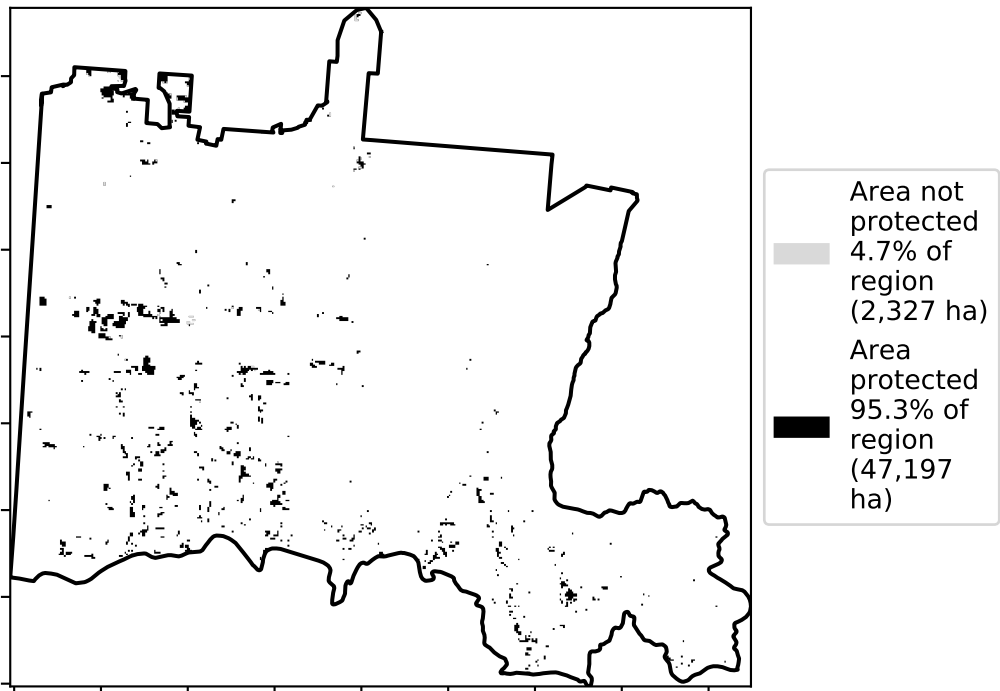 Area not
protected
4.7% of
region
(2,327 ha)
Area
protected
95.3% of
region
(47,197
ha)